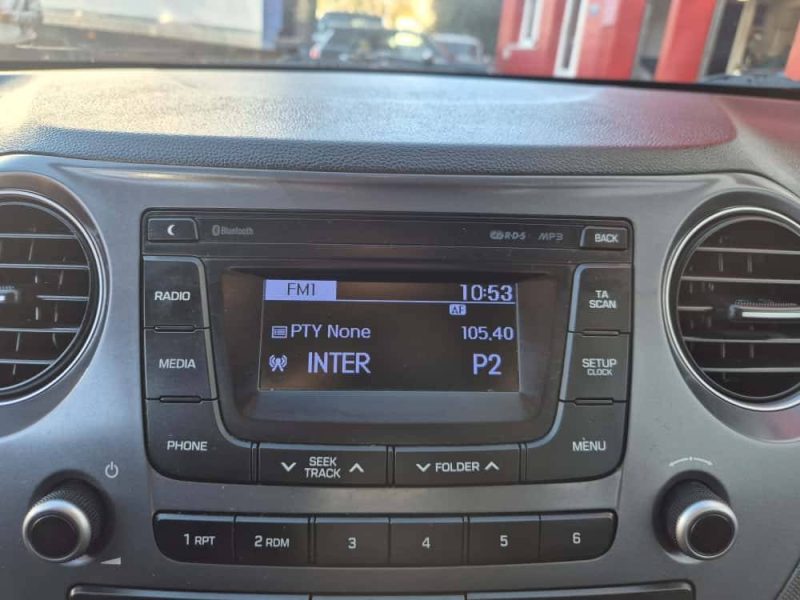 Bluetooth
R·D·S MP3 BACK
RADIO
FM1 10:53
AF
TA
SCAN
PTY None 105.40
INTER P2
MEDIA
SETUP
CLOCK
PHONE
SEEK
TRACK
FOLDER
MENU
1 RPT 2 RDM 3 4 5 6